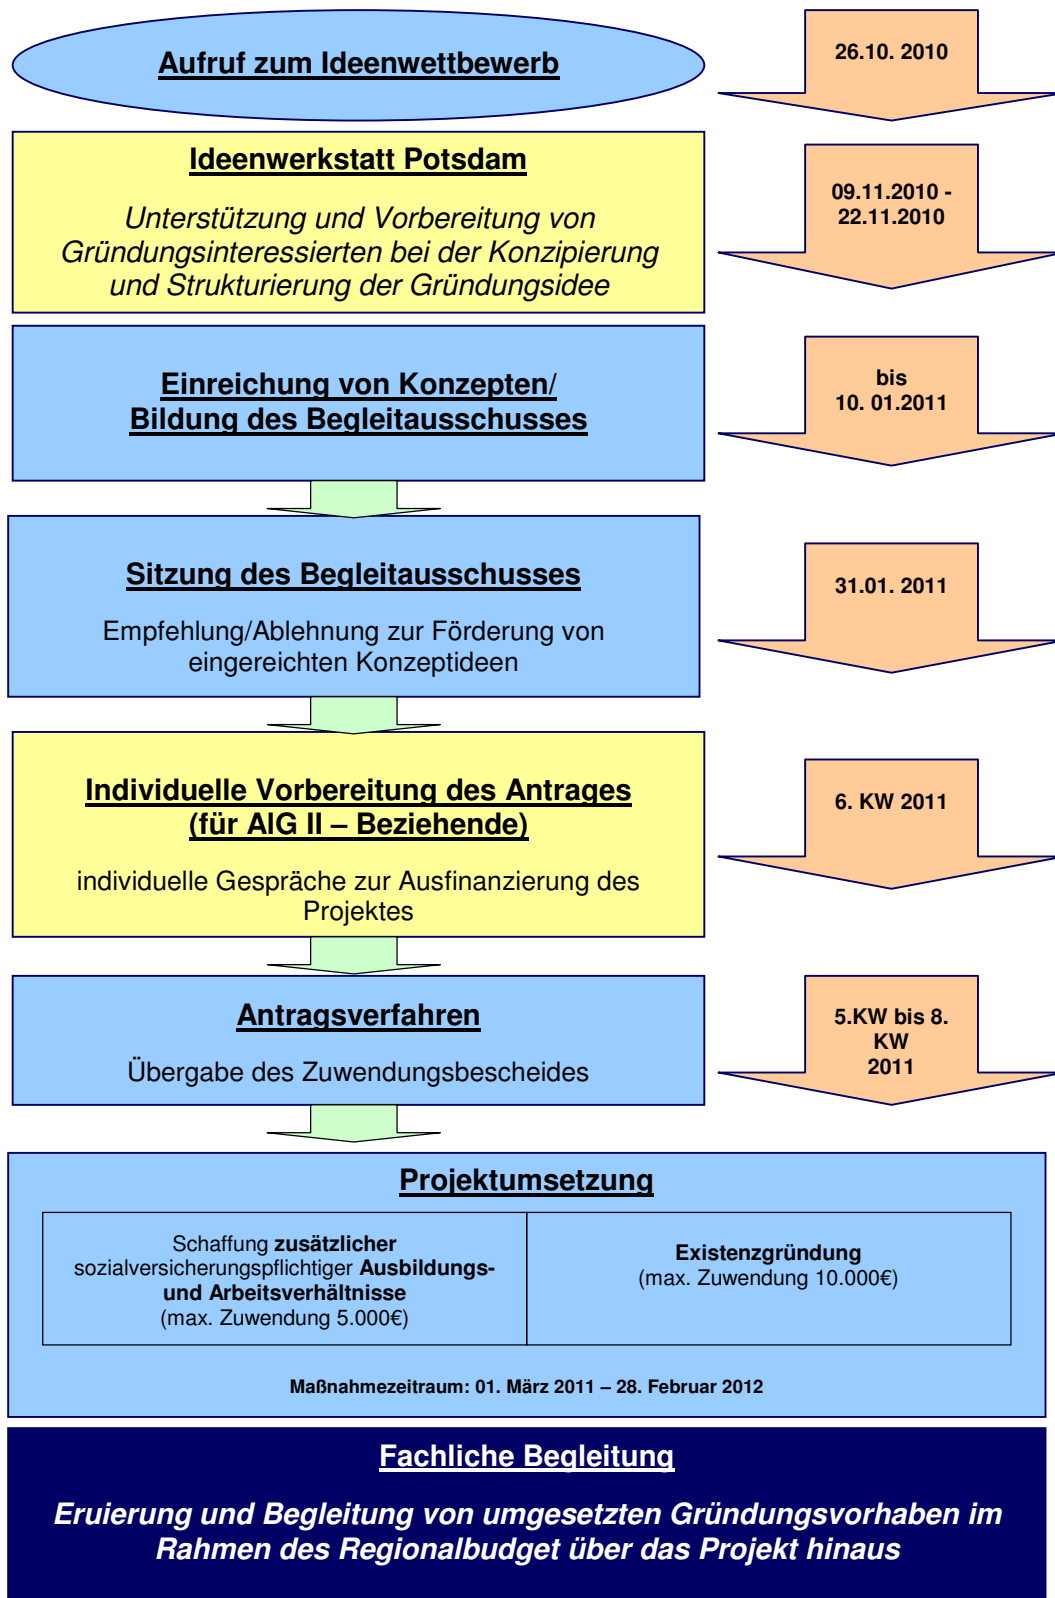 Aufruf zum Ideenwettbewerb
26.10. 2010
Ideenwerkstatt Potsdam
Unterstützung und Vorbereitung von
Gründungsinteressierten bei der Konzipierung
und Strukturierung der Gründungsidee
09.11.2010 -
22.11.2010
Einreichung von Konzepten/
Bildung des Begleitausschusses
bis
10. 01.2011
Sitzung des Begleitausschusses
Empfehlung/Ablehnung zur Förderung von
eingereichten Konzeptideen
31.01. 2011
Individuelle Vorbereitung des Antrages
(für AlG II – Beziehende)
individuelle Gespräche zur Ausfinanzierung des
Projektes
6. KW 2011
Antragsverfahren
Übergabe des Zuwendungsbescheides
5.KW bis 8.
KW
2011
Projektumsetzung
Schaffung zusätzlicher
sozialversicherungspflichtiger Ausbildungs-
und Arbeitsverhältnisse
(max. Zuwendung 5.000€)
Existenzgründung
(max. Zuwendung 10.000€)
Maßnahmezeitraum: 01. März 2011 – 28. Februar 2012
Fachliche Begleitung
Eruierung und Begleitung von umgesetzten Gründungsvorhaben im
Rahmen des Regionalbudget über das Projekt hinaus